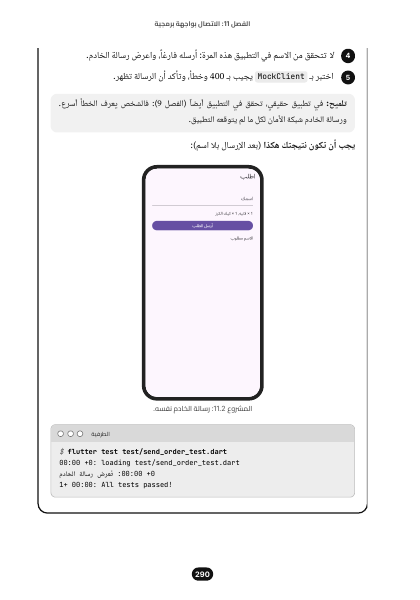 الفصل 11: الاتصال بواجهة برمجية
4 لا تتحقق من الاسم في التطبيق هذه المرة: أرسله فارغًا، واعرض رسالة الخادم.
5 اختبر بـ MockClient يجيب بـ 400 وخطأ، وتأكد أن الرسالة تظهر.
تلميح: في تطبيق حقيقي، تحقق في التطبيق أيضًا (الفصل 9): فالشخص يعرف الخطأ أسرع.
ورسالة الخادم شبكة الأمان لكل ما لم يتوقعه التطبيق.
يجب أن تكون نتيجتك هكذا (بعد الإرسال بلا اسم):
اطلب
اسمك
أرسل الطلب
الاسم مطلوب
المشروع 11.2: رسالة الخادم نفسه.
الطرفية
$ flutter test test/send_order_test.dart
00:00 +0: loading test/send_order_test.dart
00:00 +0: تُعرض رسالة الخادم
00:00 +1: All tests passed!
290